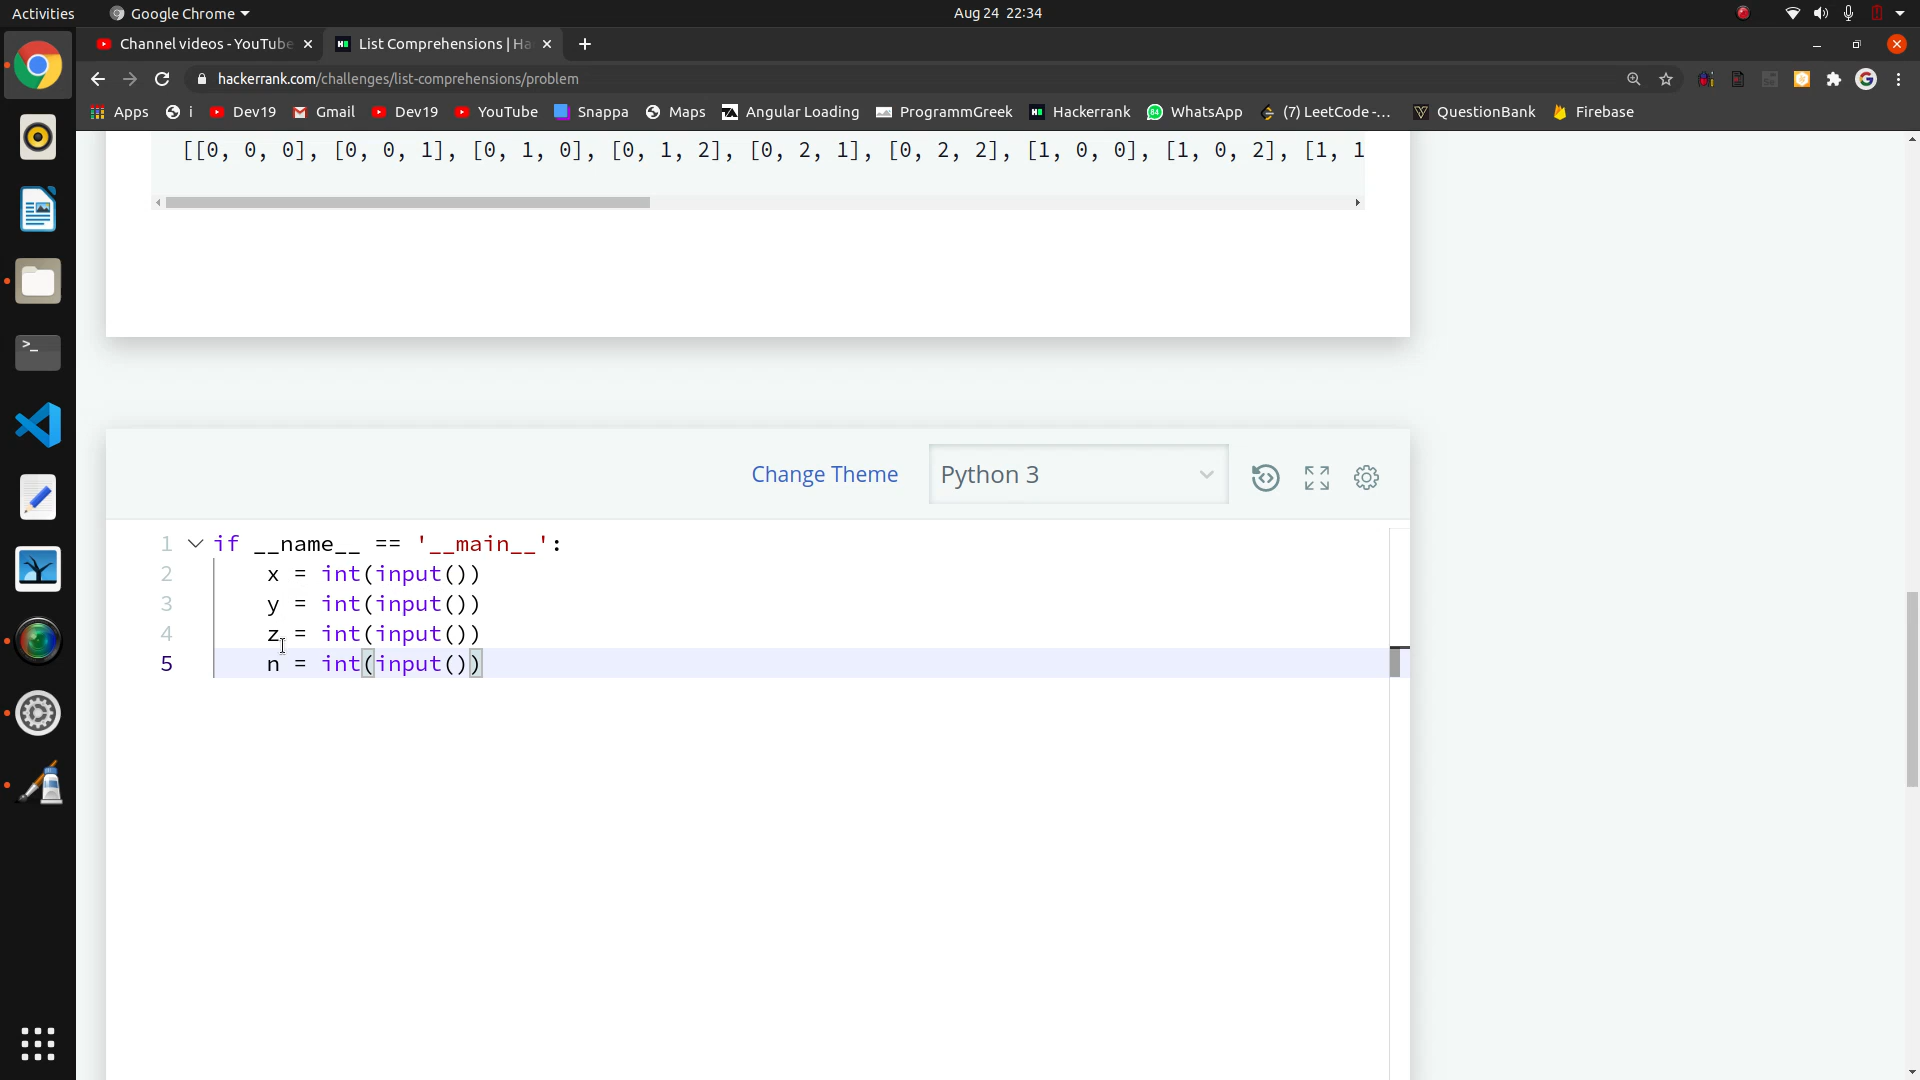 Activities
Google Chrome
Aug 24 22:34
Channel videos - YouTube
List Comprehensions | Ha
hackerrank.com/challenges/list-comprehensions/problem
Apps
i
Dev19
Gmail
Dev19
YouTube
Snappa
Maps
Angular Loading
ProgrammGreek
Hackerrank
WhatsApp
(7) LeetCode -...
QuestionBank
Firebase
[[0, 0, 0], [0, 0, 1], [0, 1, 0], [0, 1, 2], [0, 2, 1], [0, 2, 2], [1, 0, 0], [1, 0, 2], [1, 1
Change Theme
Python 3
1 if __name__ == '__main__':
2 x = int(input())
3 y = int(input())
4 z = int(input())
5 n = int(input())